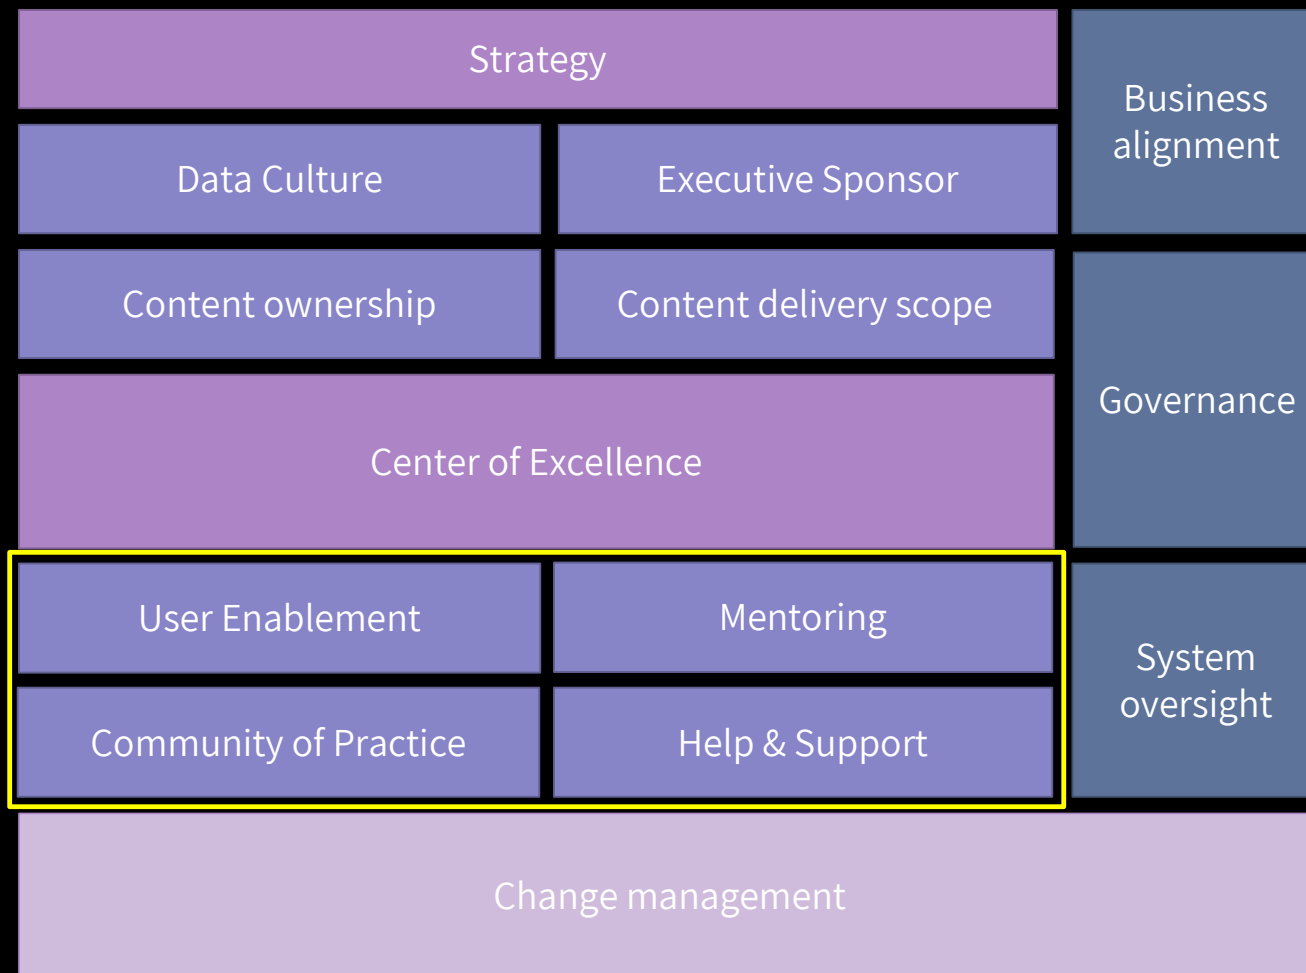 Strategy
Business
alignment
Data Culture
Executive Sponsor
Content ownership
Content delivery scope
Governance
Center of Excellence
User Enablement
Mentoring
System
oversight
Community of Practice
Help & Support
Change management